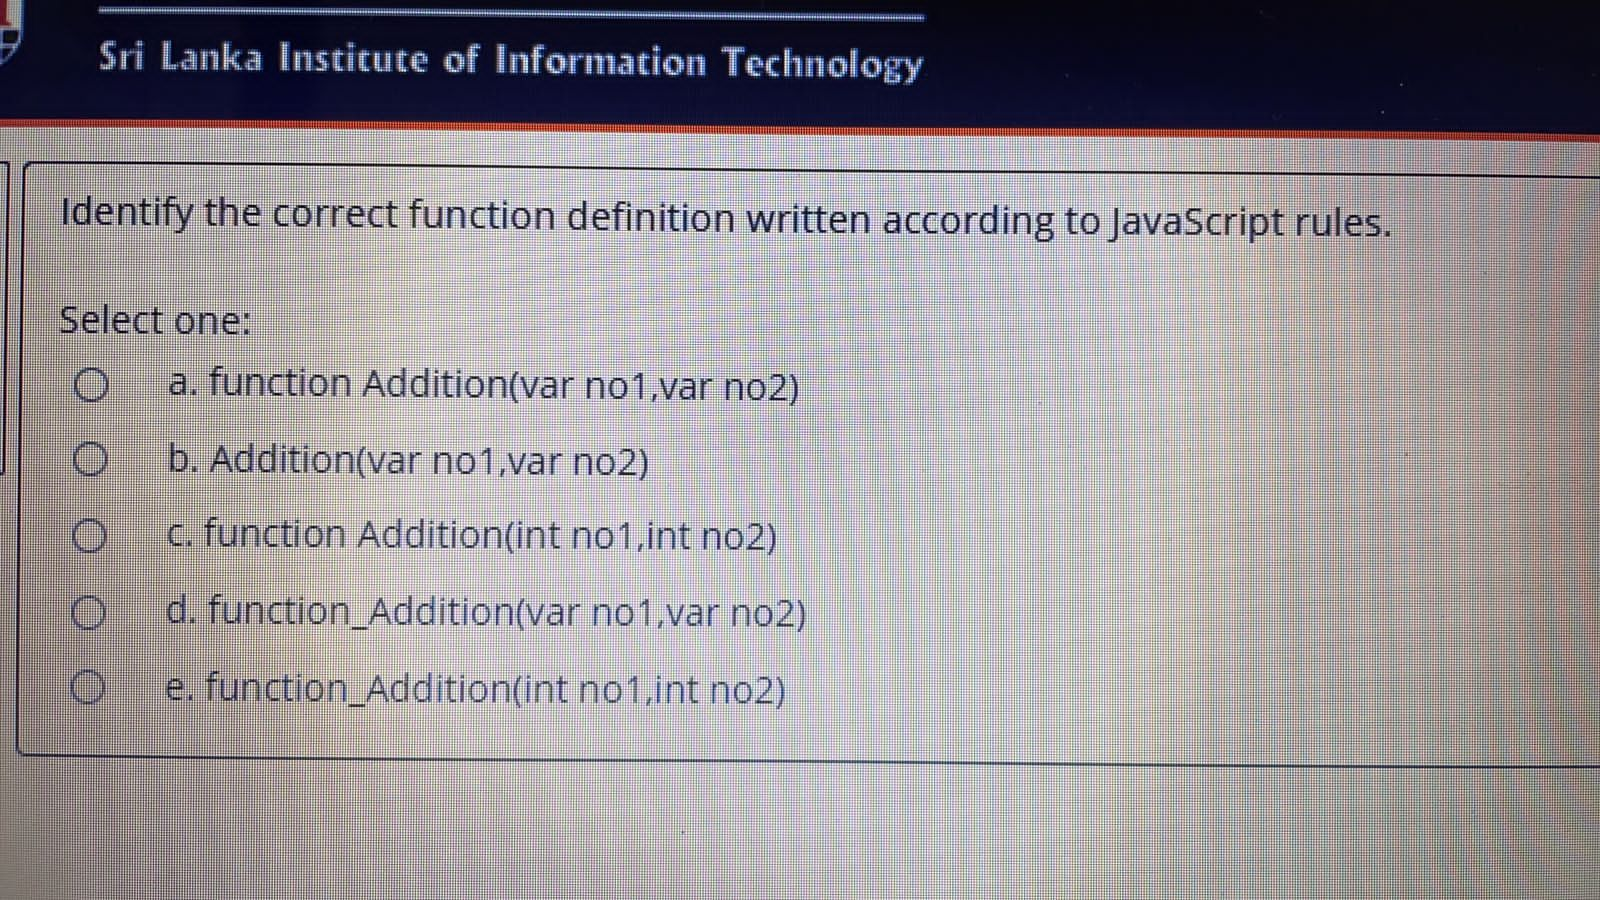 Sri Lanka Institute of Information Technology
Identify the correct function definition written according to JavaScript rules.
Select one:
a. function Addition(var no1,var no2)
b. Addition(var no1,var no2)
c. function Addition(int no1,int no2)
d. function_Addition(var no1,var no2)
e. function_Addition(int no1,int no2)